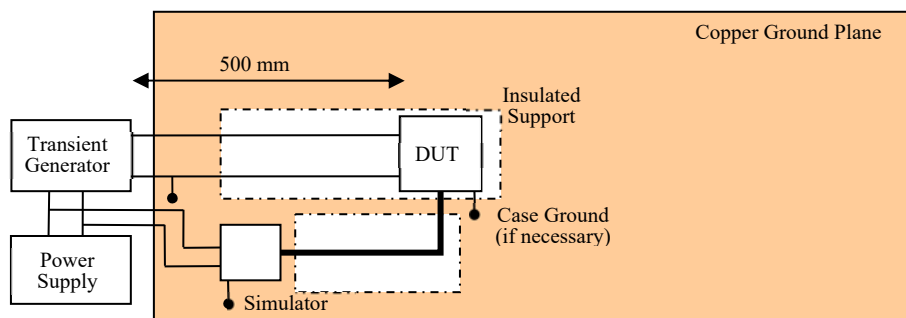 Copper Ground Plane
500 mm
Insulated
Support
Transient
Generator
DUT
Case Ground
(if necessary)
Power
Supply
Simulator